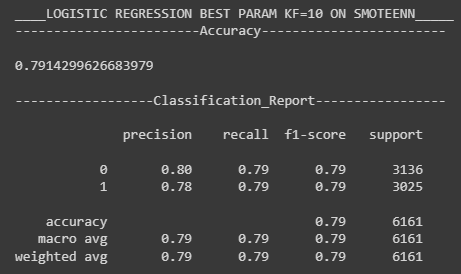 ____LOGISTIC REGRESSION BEST PARAM KF=10 ON SMOTEENN_____
-----------------------Accuracy-----------------------
0.7914299626683979
-----------------Classification_Report----------------
precision recall f1-score support
0 0.80 0.79 0.79 3136
1 0.78 0.79 0.79 3025
accuracy 0.79 6161
macro avg 0.79 0.79 0.79 6161
weighted avg 0.79 0.79 0.79 6161